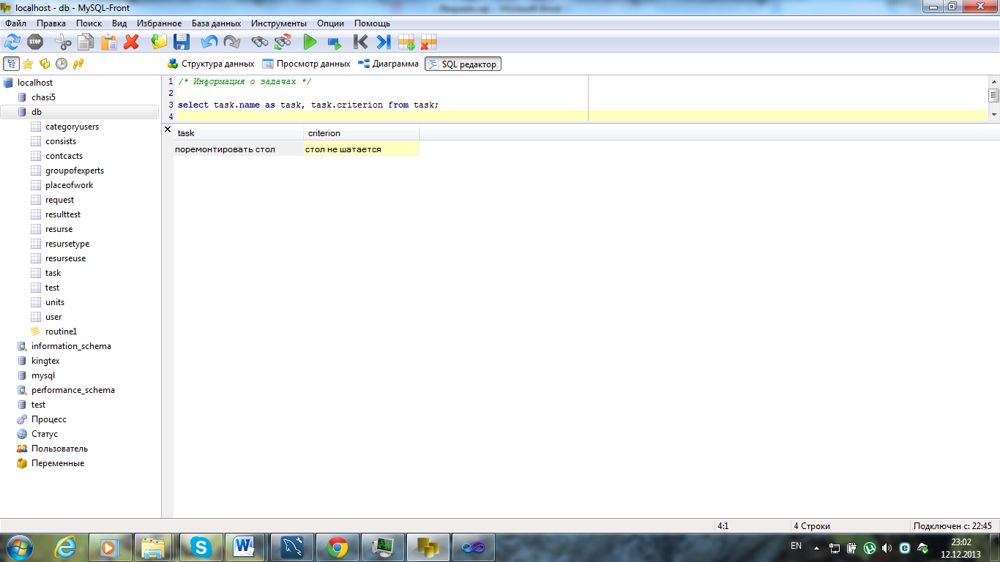 localhost - db - MySQL-Front
Файл Правка Поиск Вид Избранное База данных Инструменты Опции Помощь
STOP
Структура данных Просмотр данных Диаграмма SQL редактор
localhost
chasi5
db
categoryusers
consists
contcacts
groupofexperts
placeofwork
request
resulttest
resurse
resursetype
resurseuse
task
test
units
user
routine1
information_schema
kingtex
mysql
performance_schema
test
Процесс
Статус
Пользователь
Переменные
1 /* Информация о задачах */
2
3 select task.name as task, task.criterion from task;
4
task criterion
поремонтировать стол стол не шатается
4:1 4 Строки Подключен с: 22:45
EN 23:02
12.12.2013